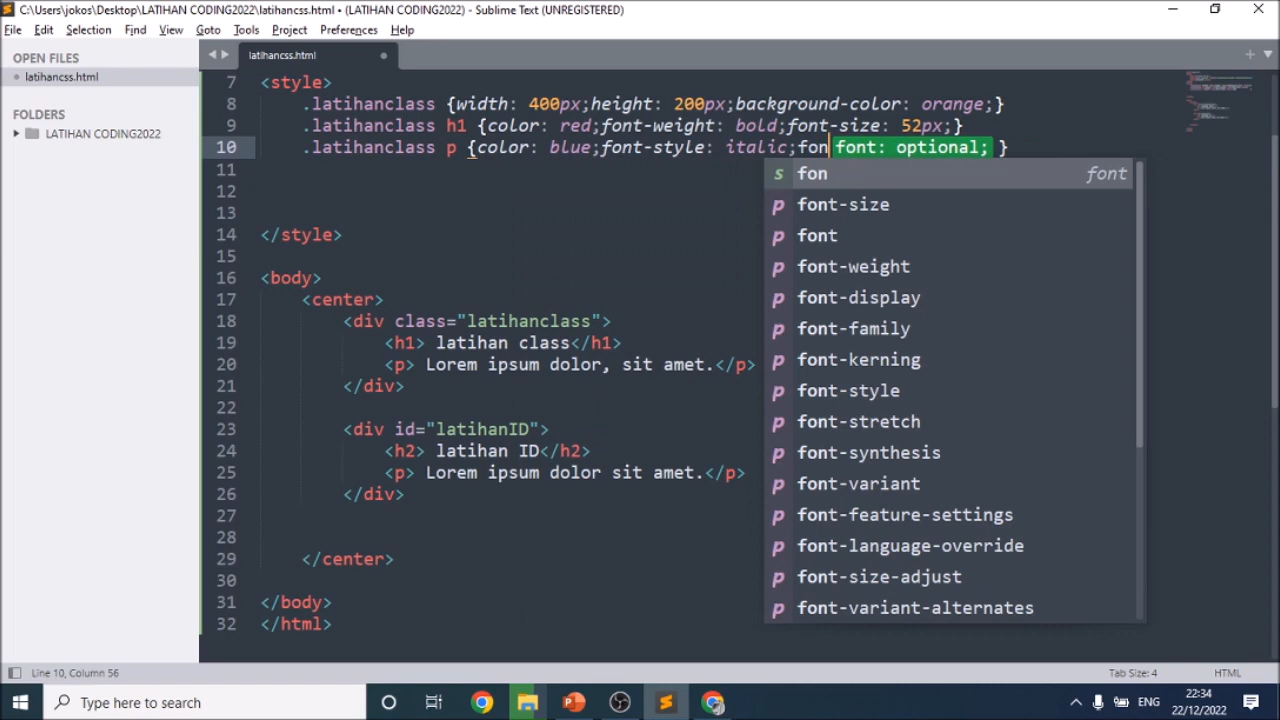 C:\Users\jokos\Desktop\LATIHAN CODING2022\latihancss.html • (LATIHAN CODING2022) - Sublime Text (UNREGISTERED)
File Edit Selection Find View Goto Tools Project Preferences Help
OPEN FILES
latihancss.html
FOLDERS
LATIHAN CODING2022
latihancss.html
7 <style>
8 .latihanclass {width: 400px;height: 200px;background-color: orange;}
9 .latihanclass h1 {color: red;font-weight: bold;font-size: 52px;}
10 .latihanclass p {color: blue;font-style: italic;fon font: optional; }
11
12
13
14 </style>
15
16 <body>
17 <center>
18 <div class="latihanclass">
19 <h1> latihan class</h1>
20 <p> Lorem ipsum dolor, sit amet.</p>
21 </div>
22
23 <div id="latihanID">
24 <h2> latihan ID</h2>
25 <p> Lorem ipsum dolor sit amet.</p>
26 </div>
27
28
29 </center>
30
31 </body>
32 </html>
s fon font
p font-size
p font
p font-weight
p font-display
p font-family
p font-kerning
p font-style
p font-stretch
p font-synthesis
p font-variant
p font-feature-settings
p font-language-override
p font-size-adjust
p font-variant-alternates
Line 10, Column 56
Tab Size: 4
HTML
Type here to search
ENG
22:34
22/12/2022